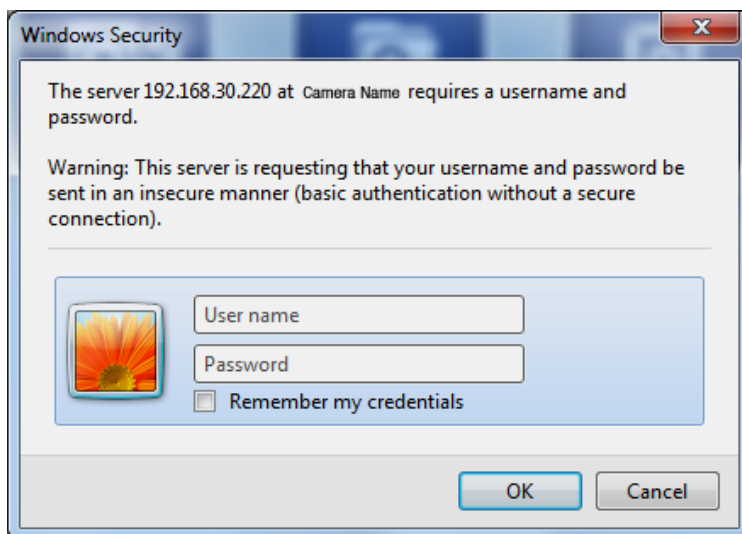 Windows Security
The server 192.168.30.220 at Camera Name requires a username and
password.
Warning: This server is requesting that your username and password be
sent in an insecure manner (basic authentication without a secure
connection).
User name
Password
Remember my credentials
OK Cancel